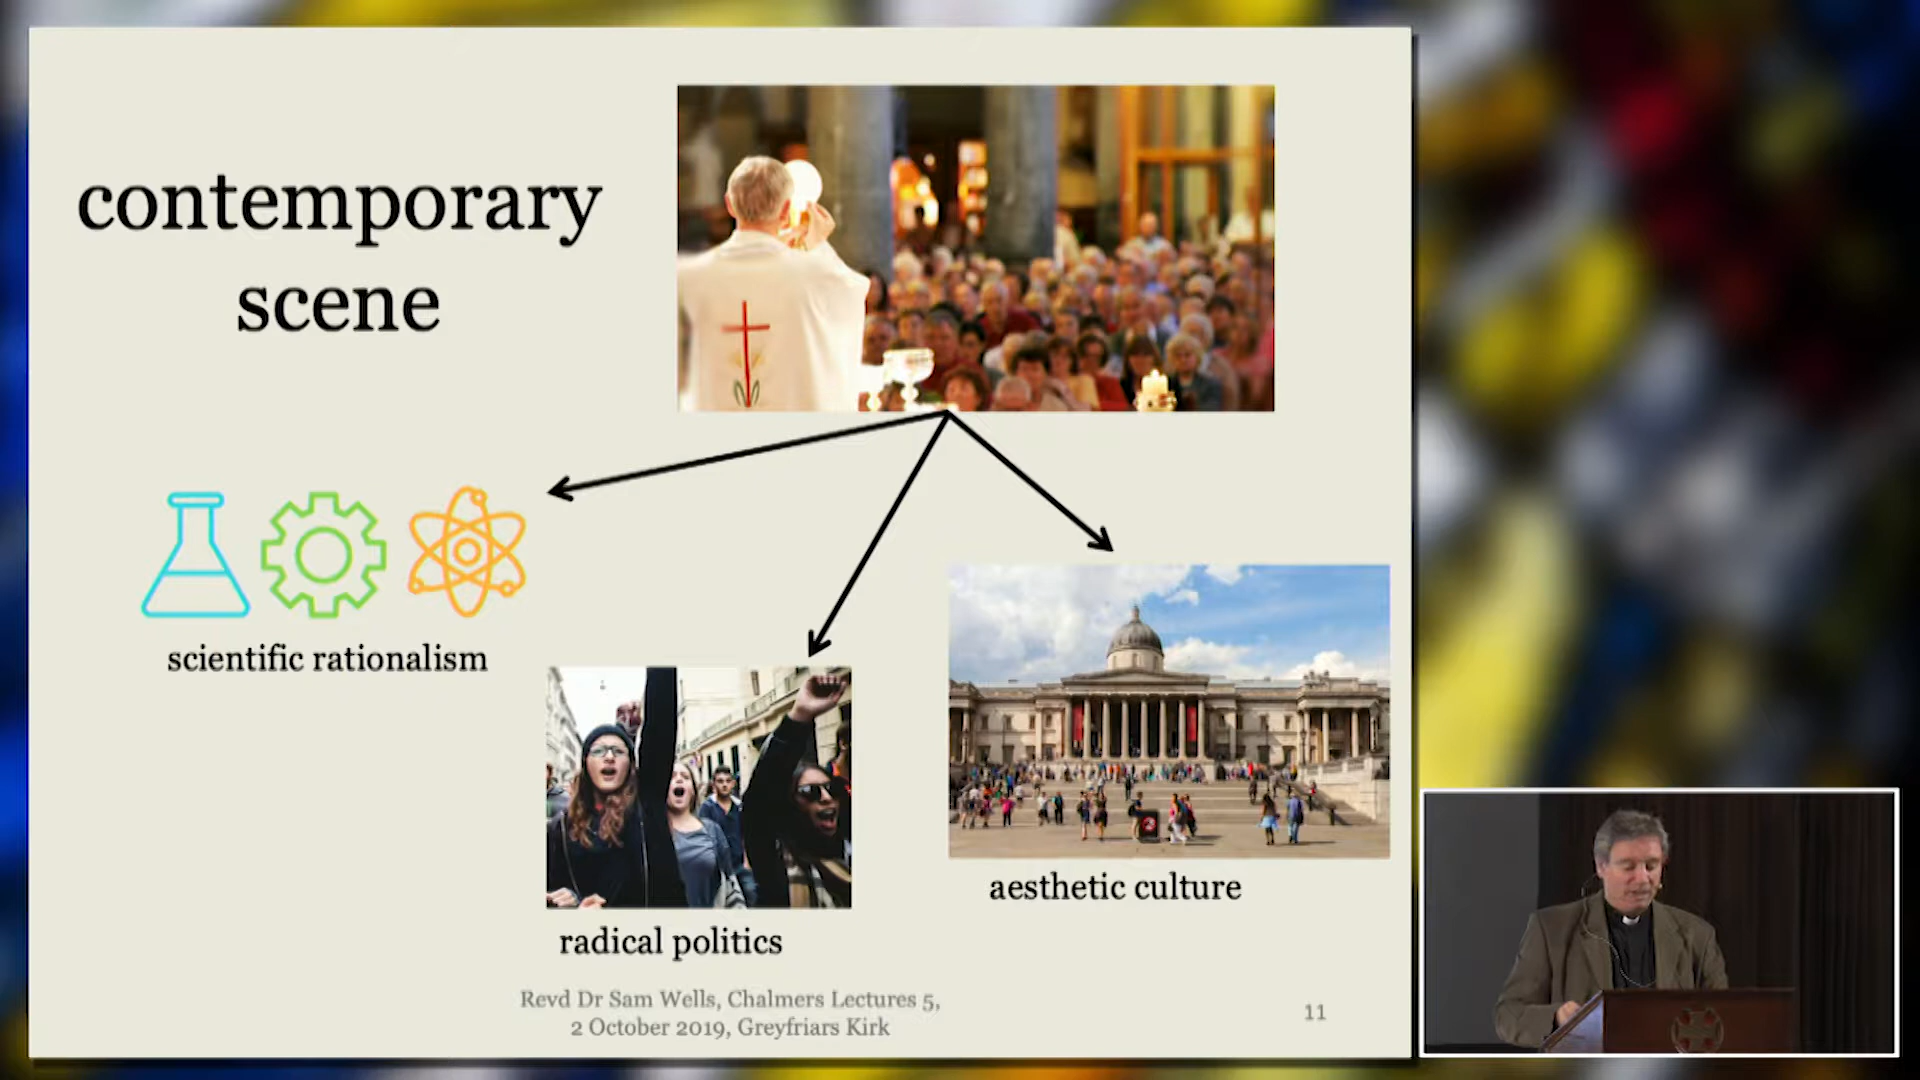 contemporary
scene
scientific rationalism
radical politics
aesthetic culture
Revd Dr Sam Wells, Chalmers Lectures 5,
2 October 2019, Greyfriars Kirk
11